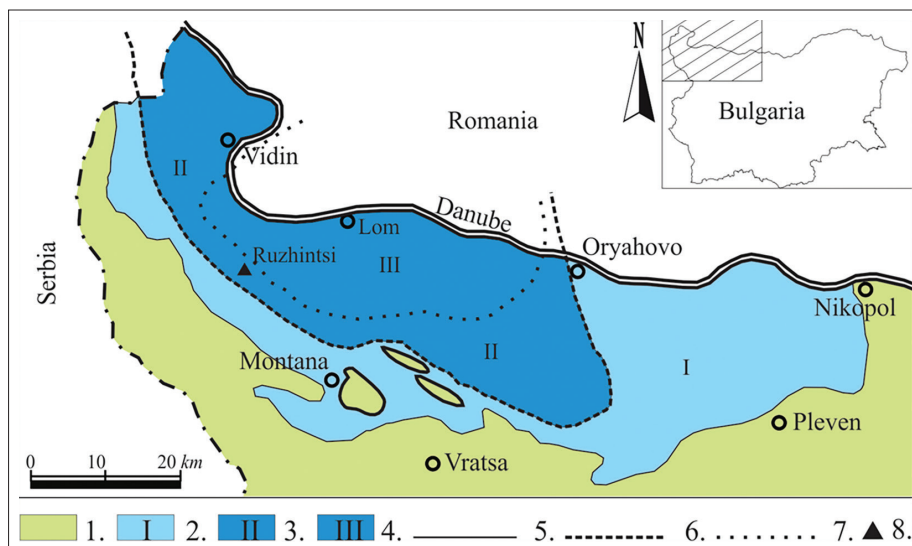 N
Bulgaria
Romania
Vidin
II
Danube
Lom
Oryahovo
Ruzhintsi
III
Serbia
Nikopol
Montana
II
I
Pleven
Vratsa
0 10 20 km
1. I 2. II 3. III 4. 5. 6. 7. 8.